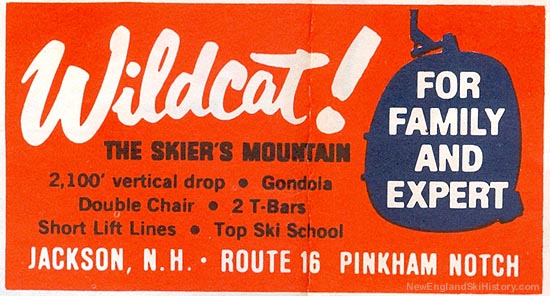 Wildcat!
THE SKIER'S MOUNTAIN
2,100' vertical drop • Gondola
Double Chair • 2 T-Bars
Short Lift Lines • Top Ski School
FOR
FAMILY
AND
EXPERT
JACKSON, N.H. • ROUTE 16 PINKHAM NOTCH
NewEnglandSkiHistory.com